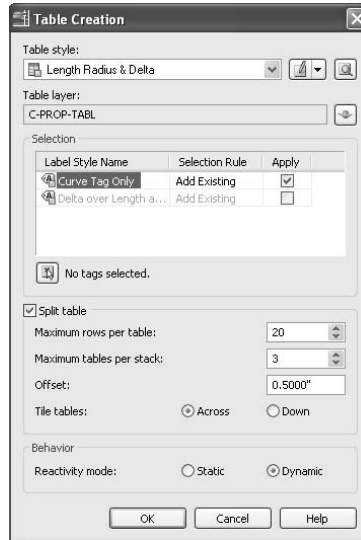 Table Creation
Table style:
Length Radius & Delta
Table layer:
C-PROP-TABL
Selection
Label Style Name Selection Rule Apply
Curve Tag Only Add Existing
Delta over Length a... Add Existing
No tags selected.
Split table
Maximum rows per table: 20
Maximum tables per stack: 3
Offset: 0.5000"
Tile tables: Across Down
Behavior
Reactivity mode: Static Dynamic
OK Cancel Help